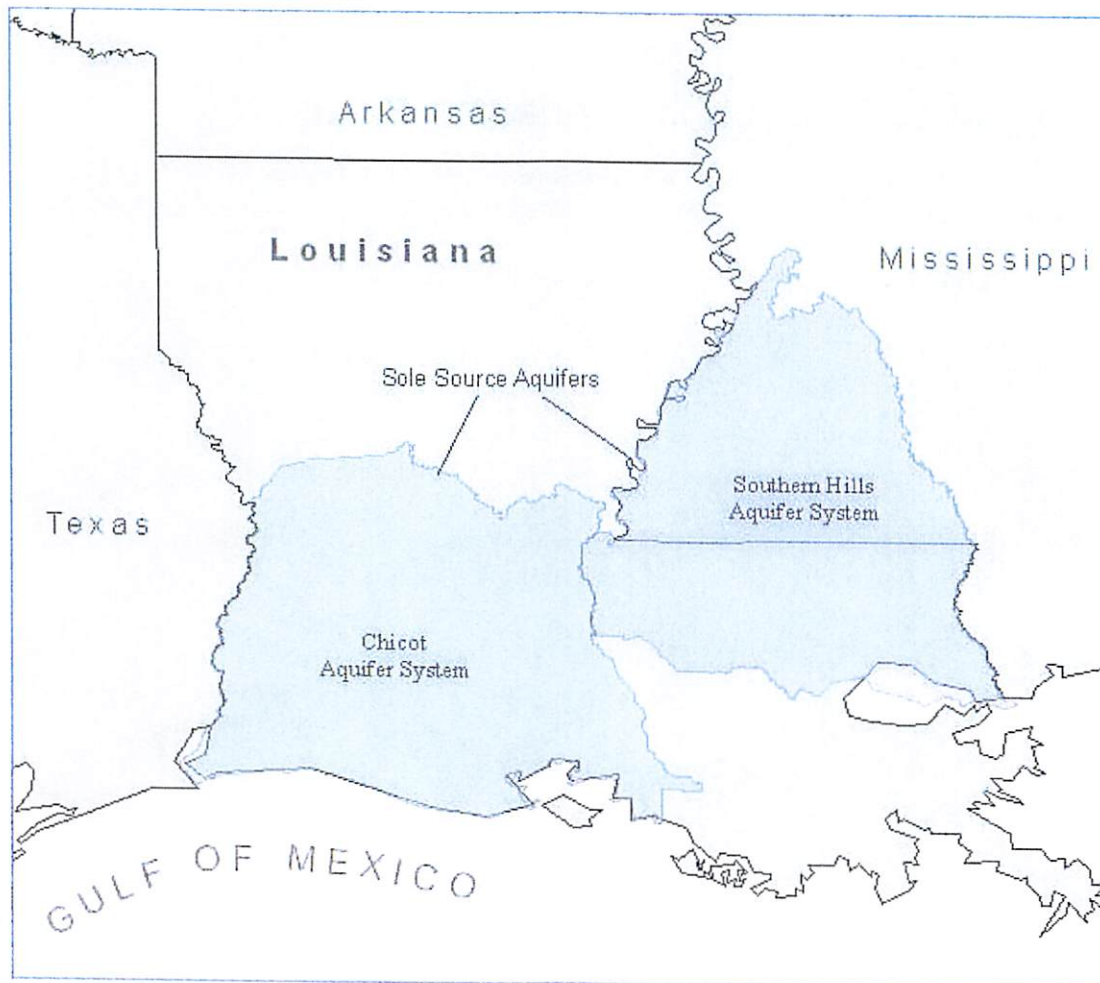 Arkansas
Louisiana
Mississippi
Sole Source Aquifers
Southern Hills
Aquifer System
Texas
Chicot
Aquifer System
GULF OF MEXICO